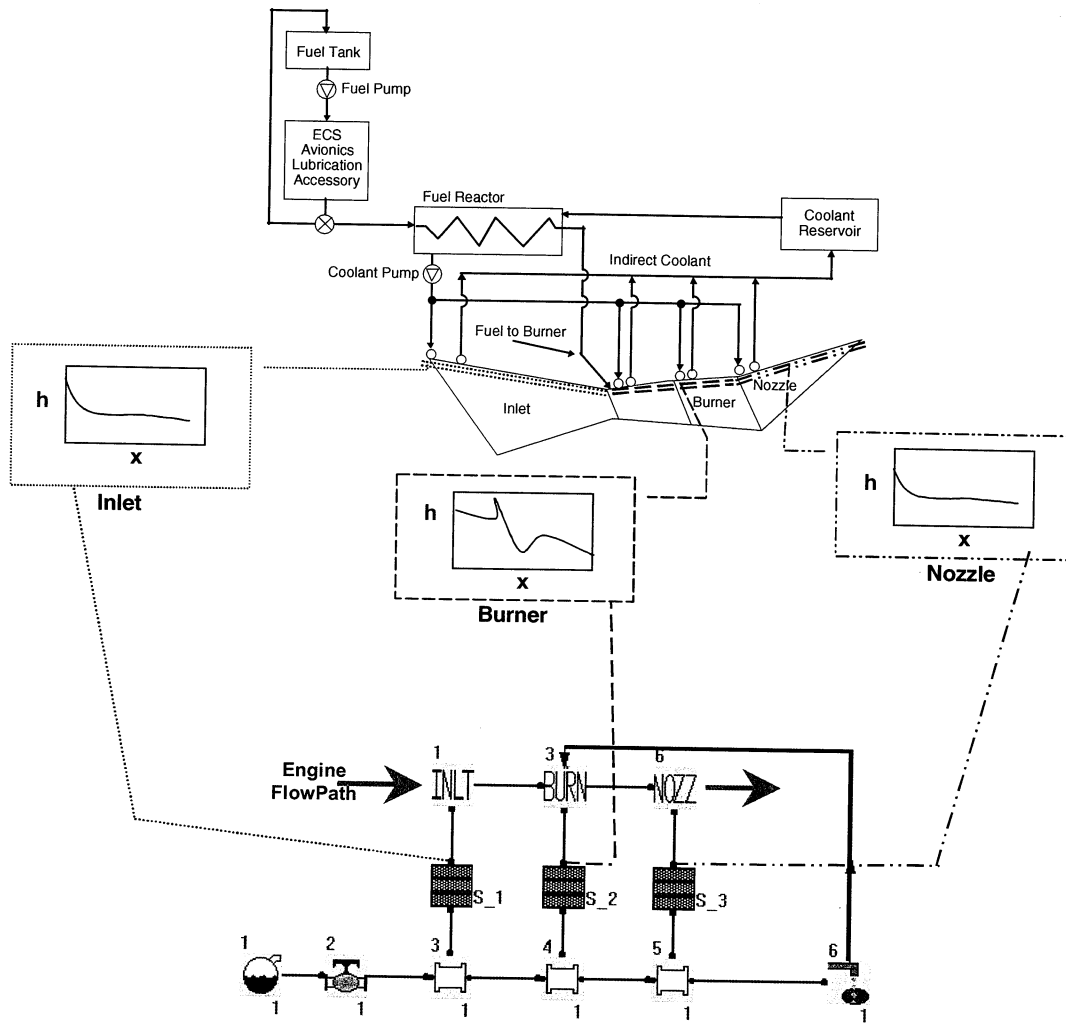 Fuel Tank
Fuel Pump
ECS
Avionics
Lubrication
Accessory
Fuel Reactor
Coolant
Reservoir
Coolant Pump
Indirect Coolant
Fuel to Burner
Inlet
Burner
Nozzle
h
x
Inlet
h
x
Burner
h
x
Nozzle
1
3
6
Engine
FlowPath
INLT
BURN
NOZZ
S_1
S_2
S_3
1
2
3
4
5
6
1
1
1
1
1
1